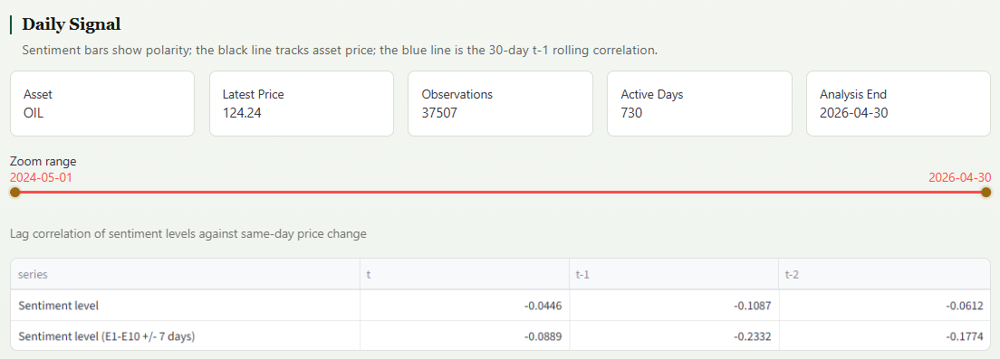 Daily Signal
Sentiment bars show polarity; the black line tracks asset price; the blue line is the 30-day t-1 rolling correlation.
Asset
OIL
Latest Price
124.24
Observations
37507
Active Days
730
Analysis End
2026-04-30
Zoom range
2024-05-01 2026-04-30
Lag correlation of sentiment levels against same-day price change
series t t-1 t-2
Sentiment level -0.0446 -0.1087 -0.0612
Sentiment level (E1-E10 +/- 7 days) -0.0889 -0.2332 -0.1774